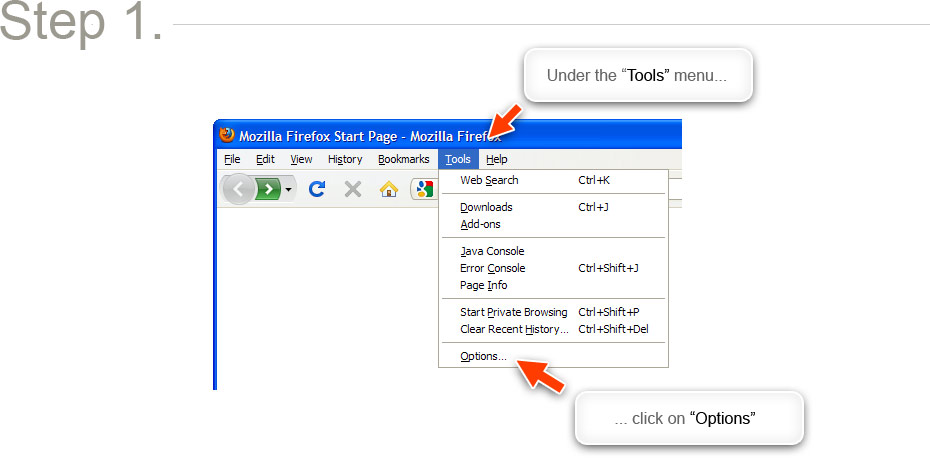 Step 1.
Under the “Tools” menu...
Mozilla Firefox Start Page - Mozilla Firefox
File Edit View History Bookmarks Tools Help
Web Search Ctrl+K
Downloads Ctrl+J
Add-ons
Java Console
Error Console Ctrl+Shift+J
Page Info
Start Private Browsing Ctrl+Shift+P
Clear Recent History... Ctrl+Shift+Del
Options...
... click on “Options”